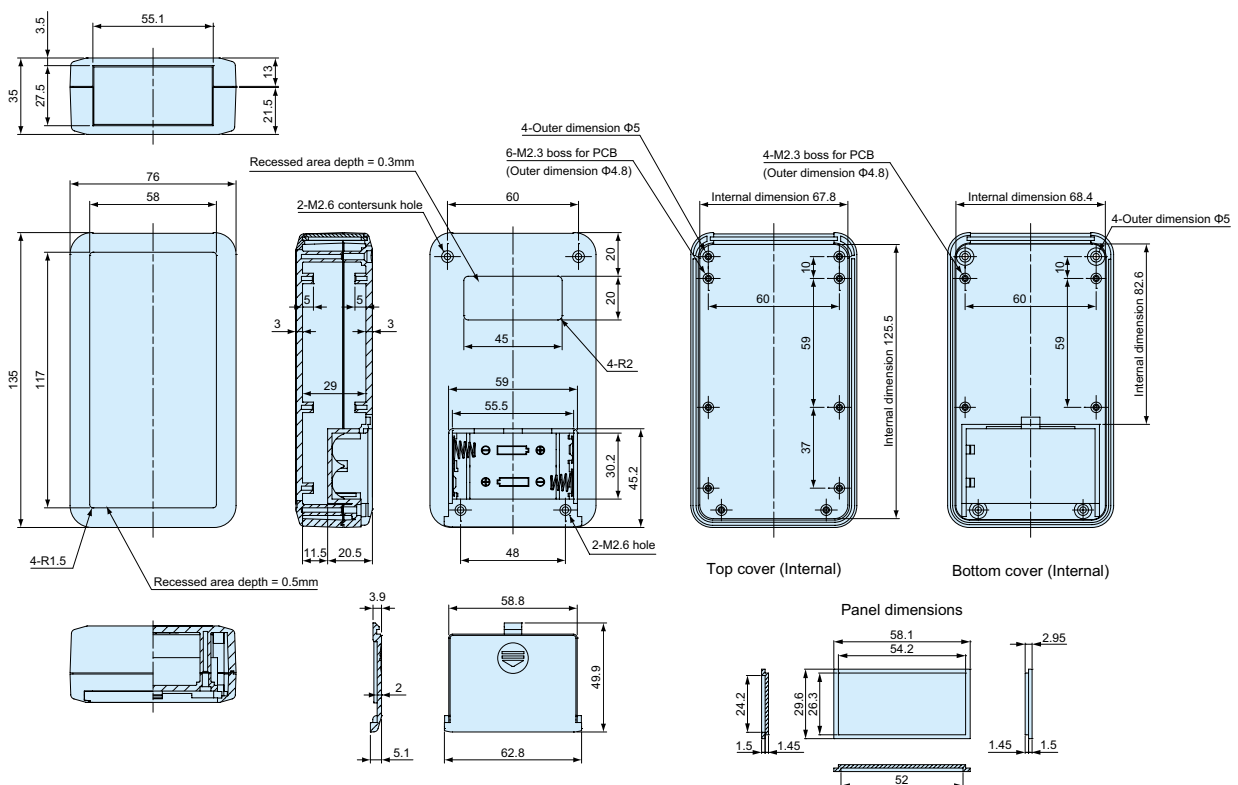 55.1
3.5
35
27.5
13
21.5
4-Outer dimension Φ5
6-M2.3 boss for PCB
(Outer dimension Φ4.8)
4-M2.3 boss for PCB
(Outer dimension Φ4.8)
Recessed area depth = 0.3mm
76
58
2-M2.6 contersunk hole
60
Internal dimension 67.8
Internal dimension 68.4
4-Outer dimension Φ5
20
20
10
10
5
5
60
60
3
3
45
4-R2
59
59
Internal dimension 125.5
Internal dimension 82.6
135
117
29
59
55.5
30.2
45.2
37
11.5
20.5
48
2-M2.6 hole
4-R1.5
Recessed area depth = 0.5mm
Top cover (Internal)
Bottom cover (Internal)
3.9
58.8
49.9
2
5.1
62.8
Panel dimensions
58.1
54.2
2.95
24.2
29.6
26.3
1.5
1.45
1.45
1.5
52